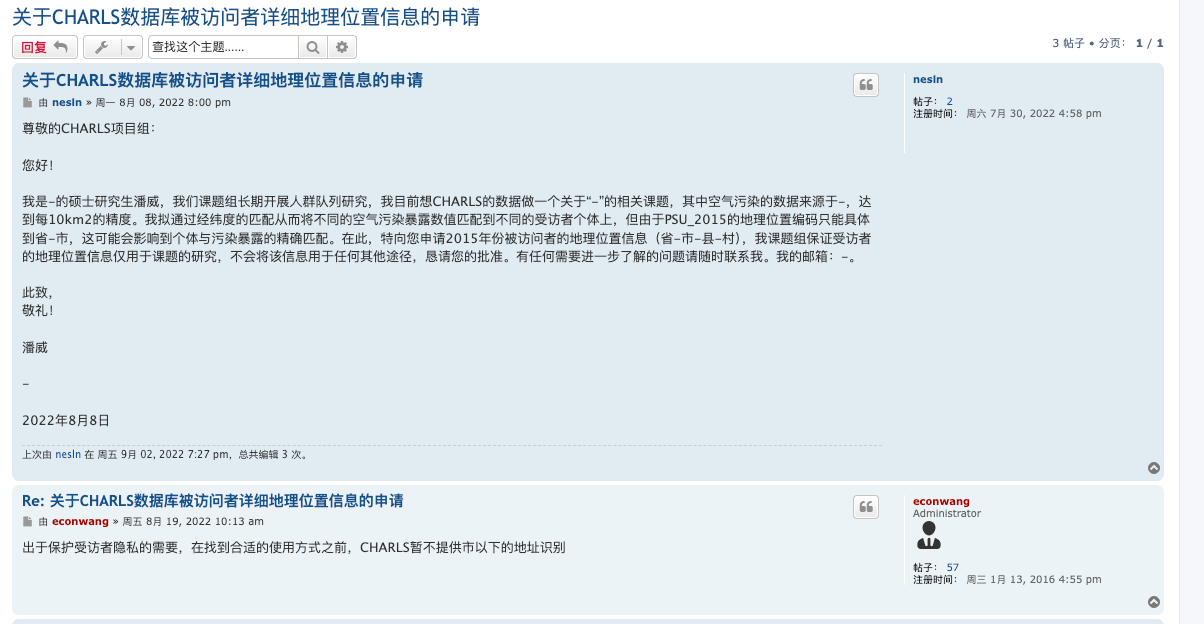 关于CHARLS数据库被访问者详细地理位置信息的申请
回复
查找这个主题......
3 帖子 • 分页： 1 / 1
关于CHARLS数据库被访问者详细地理位置信息的申请
由 nesln » 周一 8月 08, 2022 8:00 pm
nesln
帖子： 2
注册时间： 周六 7月 30, 2022 4:58 pm
尊敬的CHARLS项目组：
您好！
我是-的硕士研究生潘威，我们课题组长期开展人群队列研究，我目前想CHARLS的数据做一个关于“-”的相关课题，其中空气污染的数据来源于-，达
到每10km2的精度。我拟通过经纬度的匹配从而将不同的空气污染暴露数值匹配到不同的受访者个体上，但由于PSU_2015的地理位置编码只能具体
到省-市，这可能会影响到个体与污染暴露的精确匹配。在此，特向您申请2015年份被访问者的地理位置信息（省-市-县-村），我课题组保证受访者
的地理位置信息仅用于课题的研究，不会将该信息用于任何其他途径，恳请您的批准。有任何需要进一步了解的问题请随时联系我。我的邮箱：-。
此致，
敬礼！
潘威
-
2022年8月8日
上次由 nesln 在 周五 9月 02, 2022 7:27 pm，总共编辑 3 次。
Re: 关于CHARLS数据库被访问者详细地理位置信息的申请
由 econwang » 周五 8月 19, 2022 10:13 am
econwang
Administrator
帖子： 57
注册时间： 周三 1月 13, 2016 4:55 pm
出于保护受访者隐私的需要，在找到合适的使用方式之前，CHARLS暂不提供市以下的地址识别